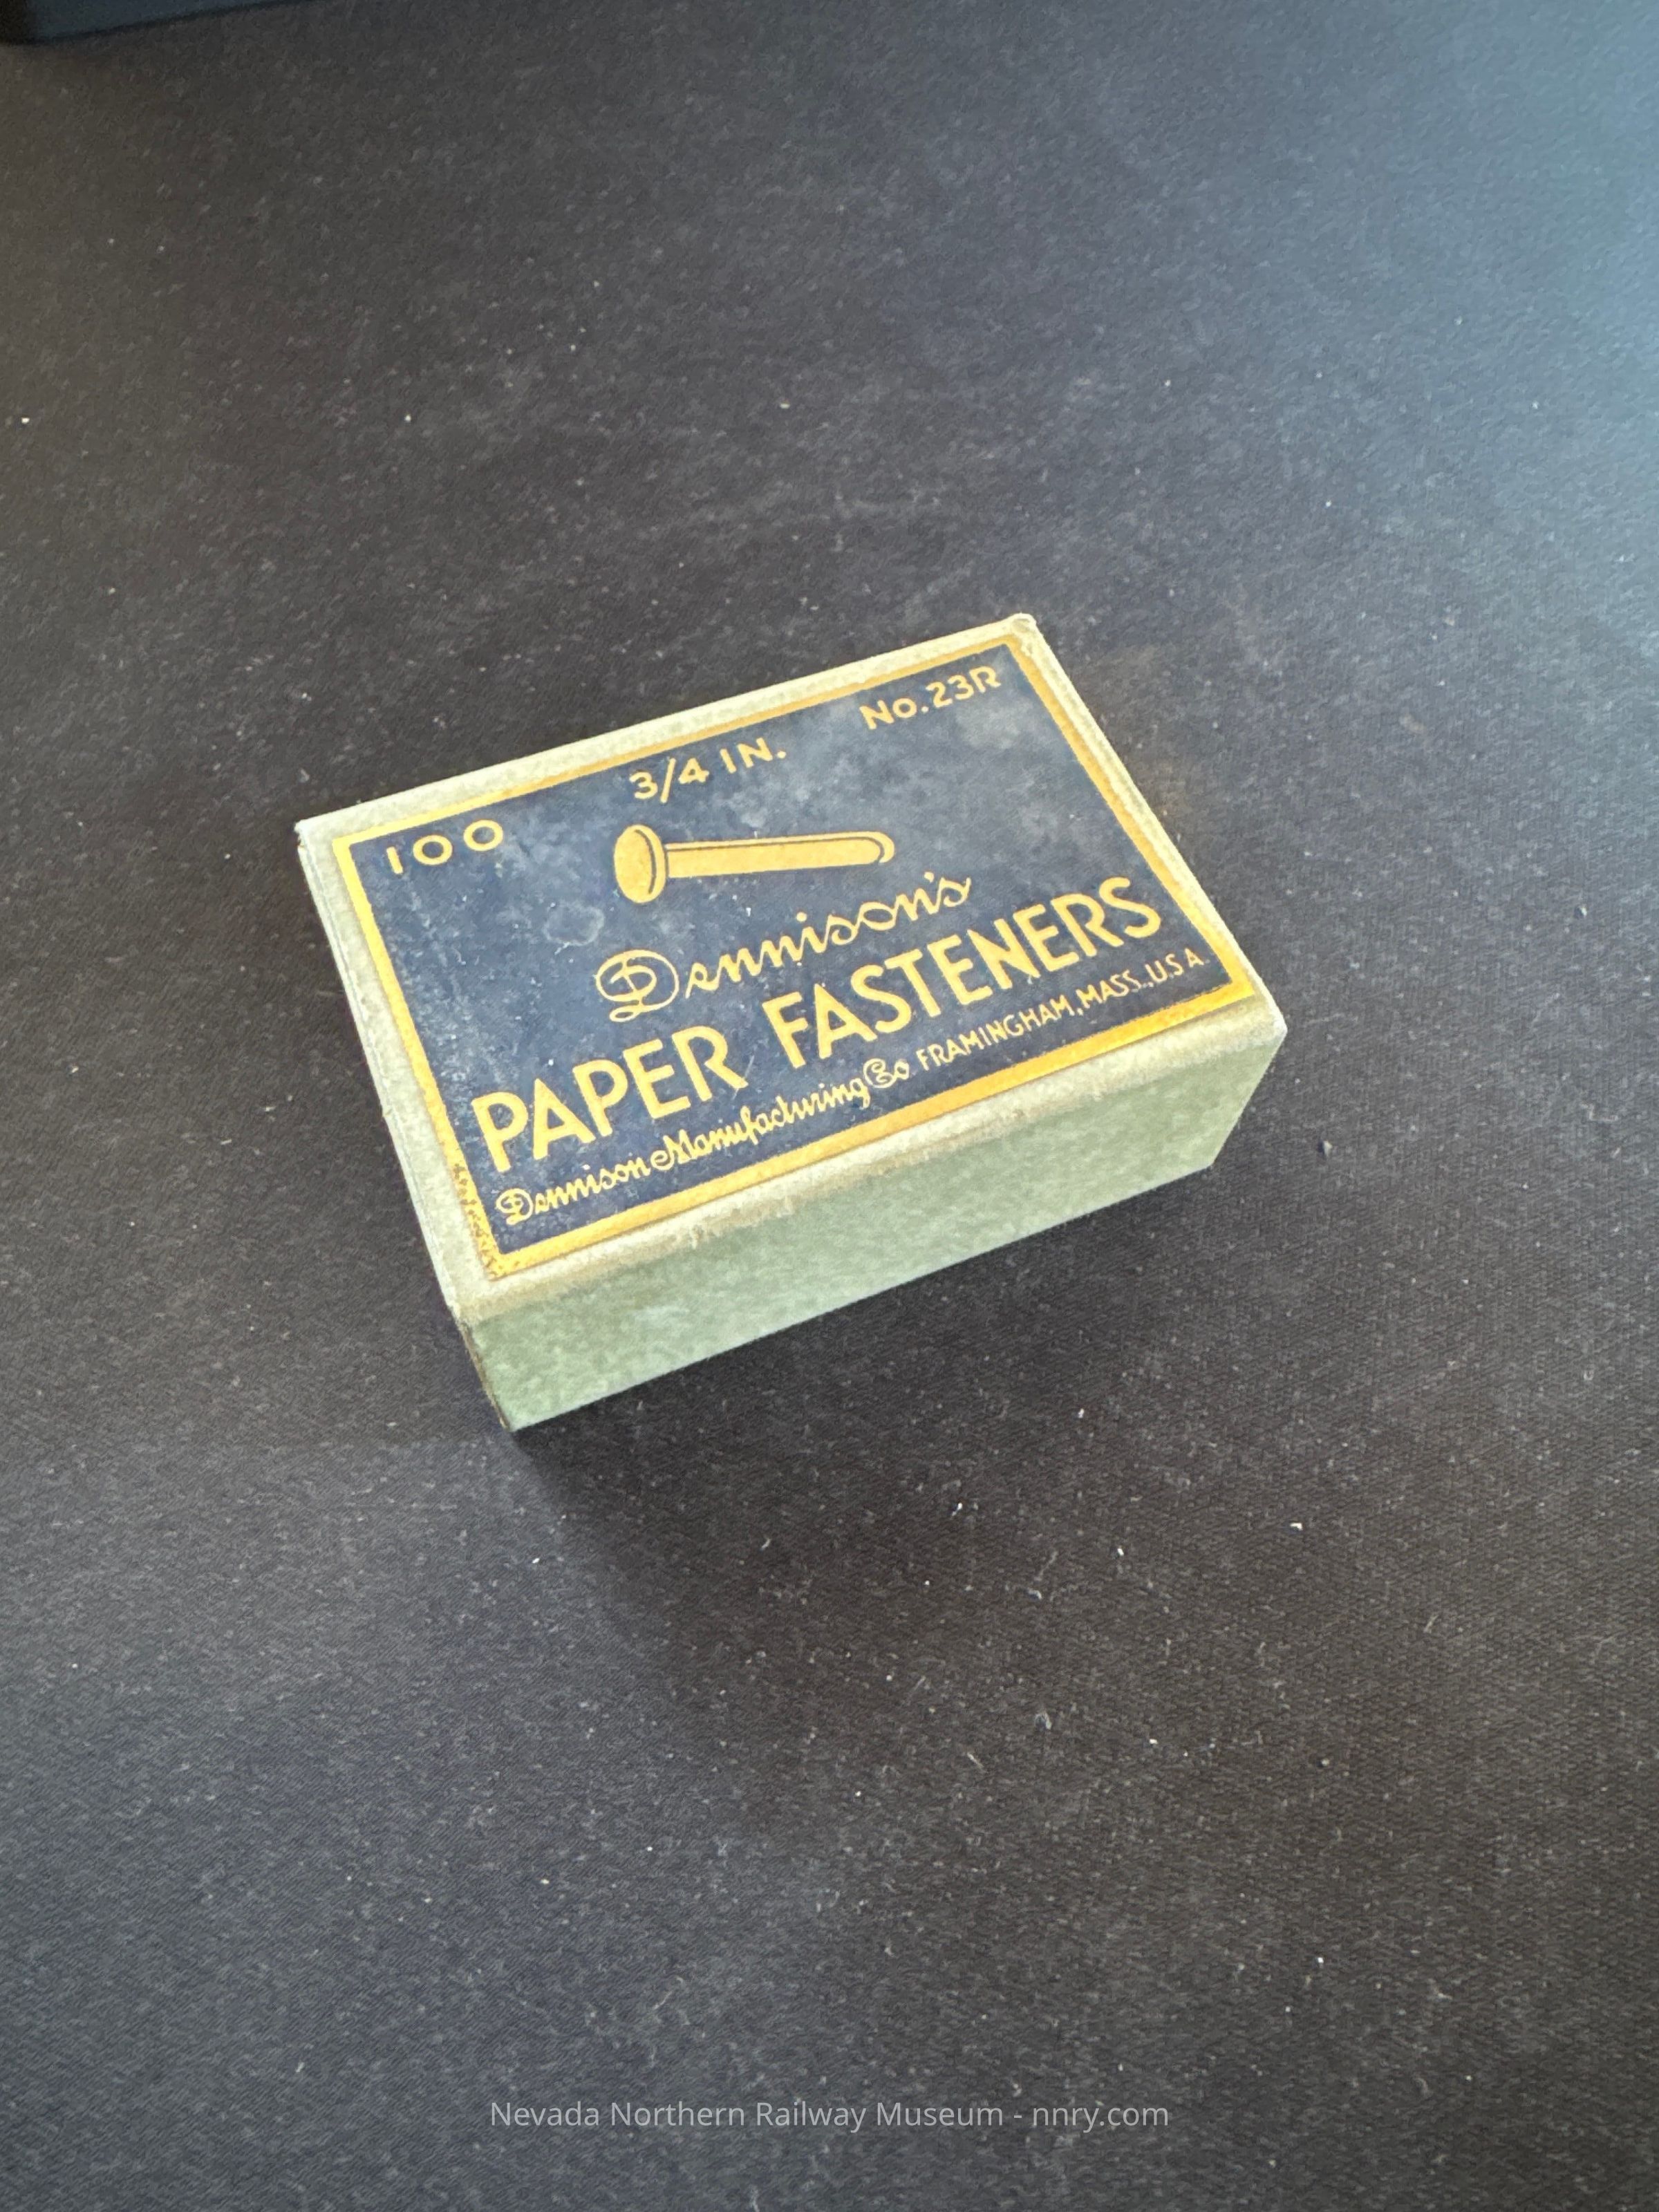 100 3/4 IN. No. 23R
Dennison's
PAPER FASTENERS
Dennison Manufacturing Co FRAMINGHAM, MASS., U.S.A.
Nevada Northern Railway Museum - nnry.com